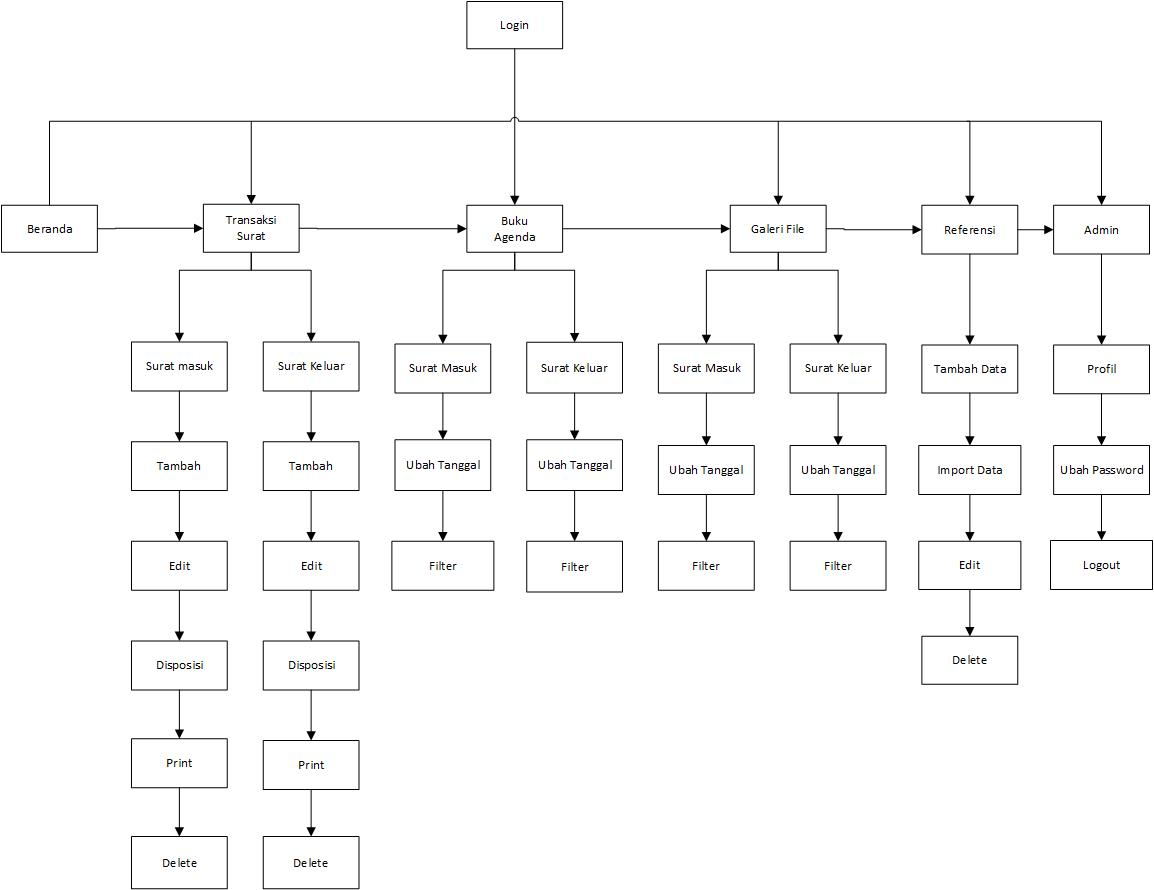 Login
Beranda
Transaksi
Surat
Buku
Agenda
Galeri File
Referensi
Admin
Surat masuk
Surat Keluar
Surat Masuk
Surat Keluar
Surat Masuk
Surat Keluar
Tambah Data
Profil
Tambah
Tambah
Ubah Tanggal
Ubah Tanggal
Ubah Tanggal
Ubah Tanggal
Import Data
Ubah Password
Edit
Edit
Filter
Filter
Filter
Filter
Edit
Logout
Disposisi
Disposisi
Delete
Print
Print
Delete
Delete